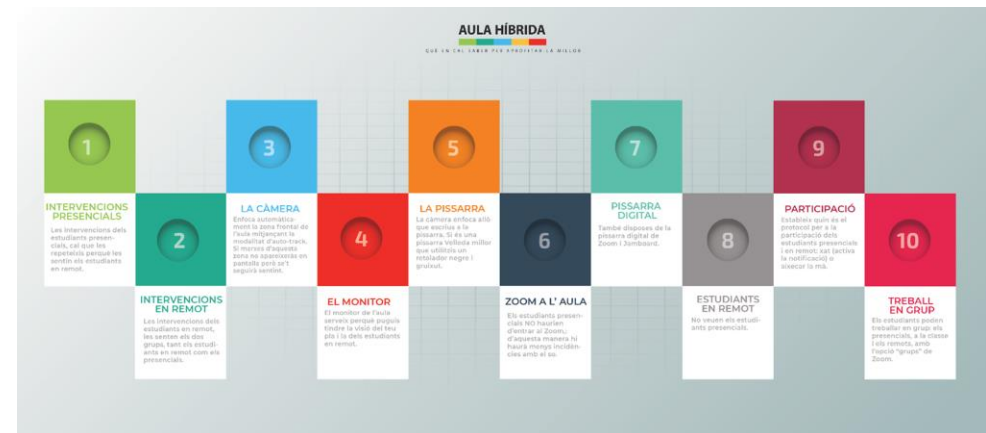 AULA HÍBRIDA
QUÈ EN CAL SABER PER APROFITAR-LA MILLOR
1
INTERVENCIONS
PRESENCIALS
Les intervencions dels
estudiants presen-
cials, cal que les
repeteixis perquè les
sentin els estudiants
en remot.
2
INTERVENCIONS
EN REMOT
Les intervencions dels
estudiants en remot,
les senten els dos
grups, tant els estudi-
ants en remot com els
presencials.
3
LA CÀMERA
Enfoca automàtica-
ment la zona frontal de
l'aula mitjançant la
modalitat d'auto-track.
Si marxes d'aquesta
zona no apareixeràs en
pantalla però se't
seguirà sentint.
4
EL MONITOR
El monitor de l'aula
serveix perquè puguis
tindre la visió del teu
pla i la dels estudiants
en remot.
5
LA PISSARRA
La càmera enfoca allò
que escrius a la
pissarra. Si és una
pissarra Velleda millor
que utilitzis un
retolador negre i
gruixut.
6
ZOOM A L' AULA
Els estudiants presen-
cials NO haurien
d'entrar al Zoom,;
d'aquesta manera hi
haurà menys incidèn-
cies amb el so.
7
PISSARRA
DIGITAL
També disposes de la
pissarra digital de
Zoom i Jamboard.
8
ESTUDIANTS
EN REMOT
No veuen els estudi-
ants presencials.
9
PARTICIPACIÓ
Estableix quin és el
protocol per a la
participació dels
estudiants presencials
i en remot; xat (activa
la notificació) o
aixecar la mà.
10
TREBALL
EN GRUP
Els estudiants poden
treballar en grup: els
presencials, a la classe
i els remots, amb
l'opció "grups" de
Zoom.